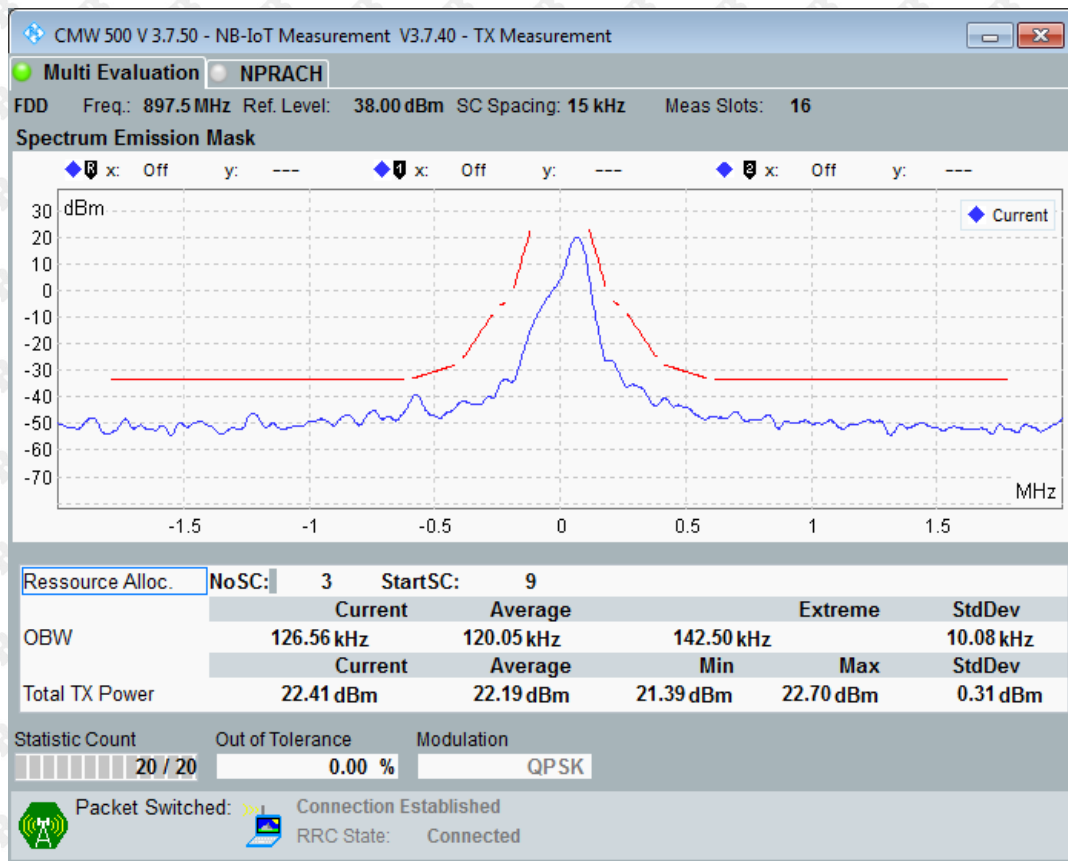 CMW 500 V 3.7.50 - NB-IoT Measurement V3.7.40 - TX Measurement
Multi Evaluation NPRACH
FDD Freq.: 897.5 MHz Ref. Level: 38.00 dBm SC Spacing: 15 kHz Meas Slots: 16
Spectrum Emission Mask
R x: Off y: --- 1 x: Off y: --- 2 x: Off y: ---
dBm
Current
30
20
10
0
-10
-20
-30
-40
-50
-60
-70
MHz
-1.5 -1 -0.5 0 0.5 1 1.5
Ressource Alloc. NoSC: 3 StartSC: 9
Current Average Extreme StdDev
OBW 126.56 kHz 120.05 kHz 142.50 kHz 10.08 kHz
Current Average Min Max StdDev
Total TX Power 22.41 dBm 22.19 dBm 21.39 dBm 22.70 dBm 0.31 dBm
Statistic Count Out of Tolerance Modulation
20 / 20 0.00 % QPSK
Packet Switched: Connection Established
RRC State: Connected